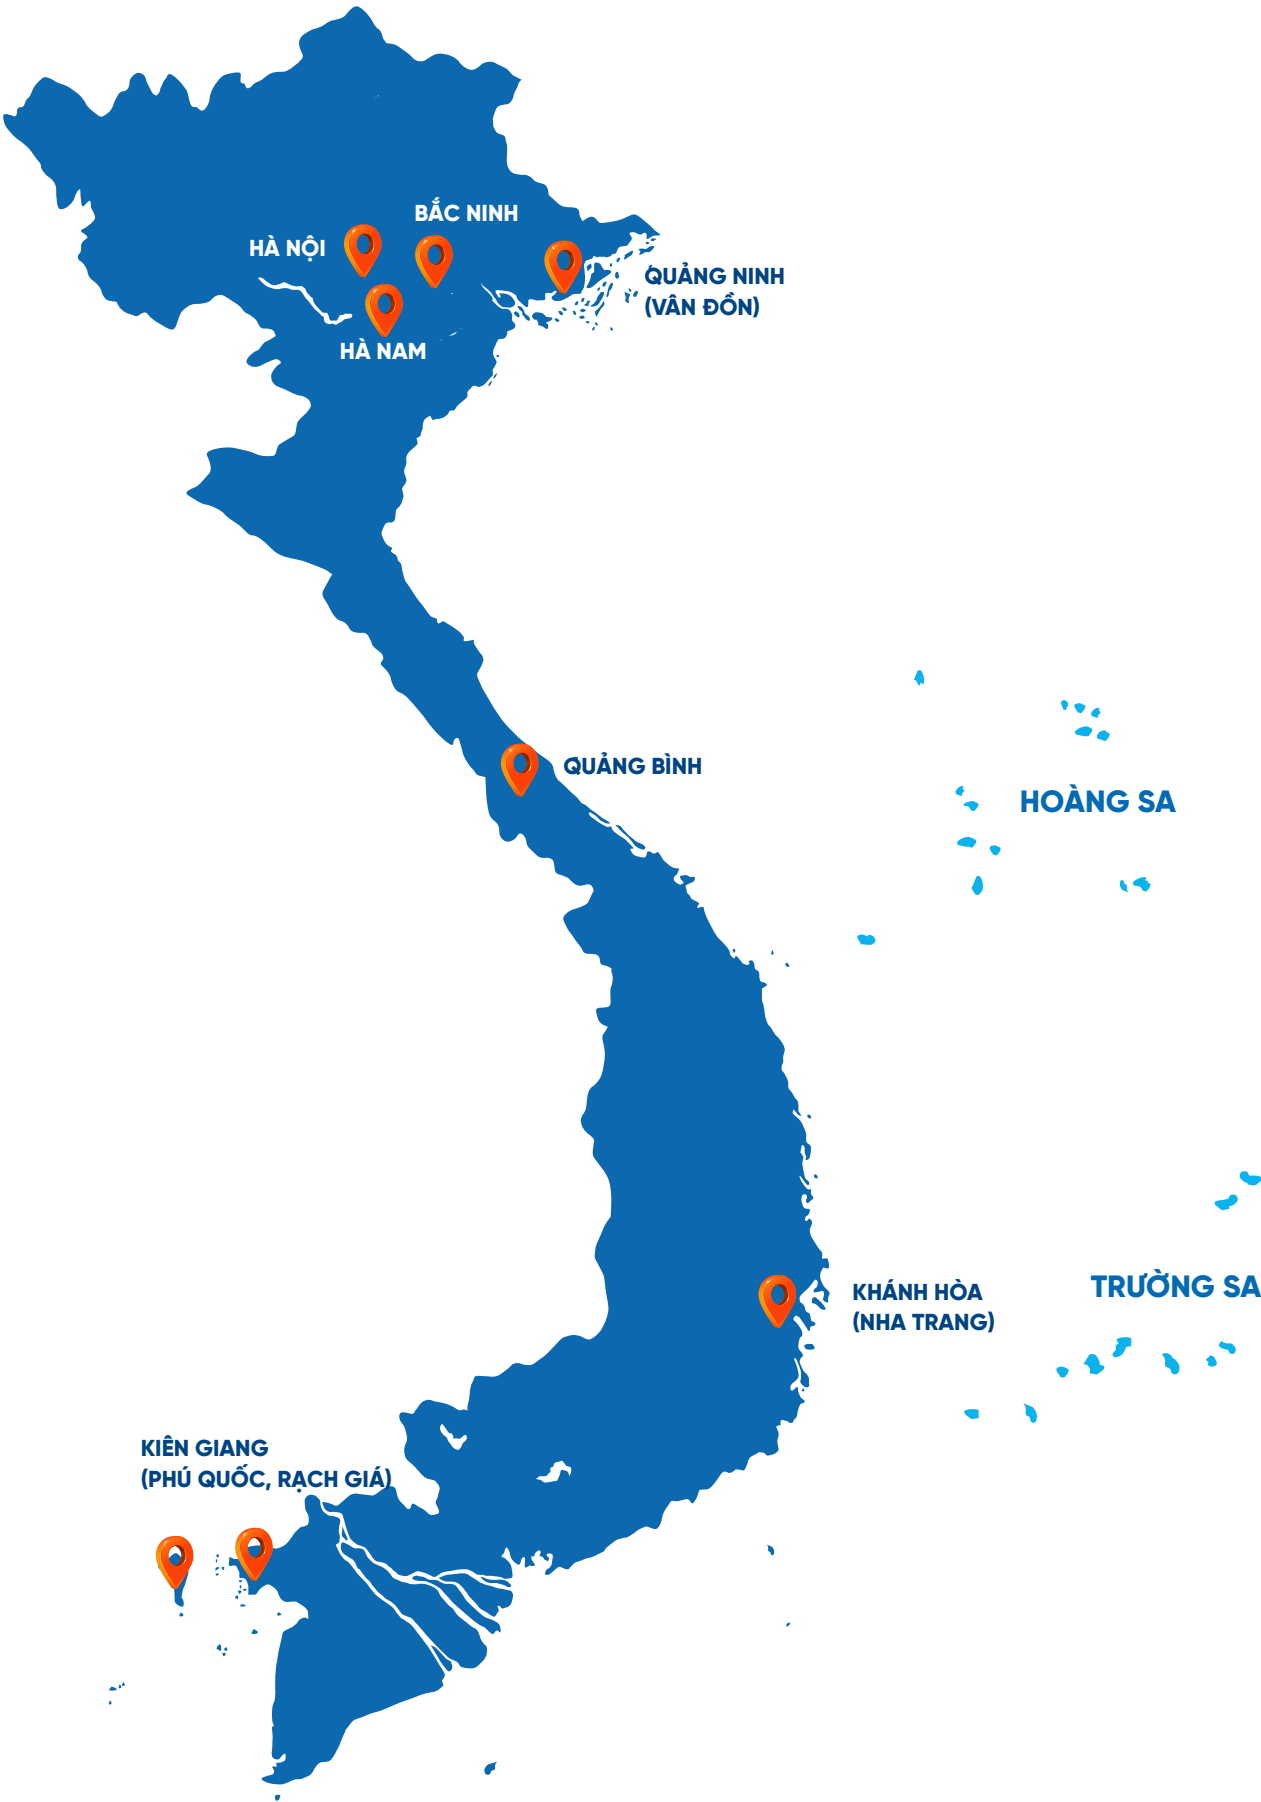 BẮC NINH
HÀ NỘI
QUẢNG NINH
(VÂN ĐỒN)
HÀ NAM
QUẢNG BÌNH
HOÀNG SA
TRƯỜNG SA
KHÁNH HÒA
(NHA TRANG)
KIÊN GIANG
(PHÚ QUỐC, RẠCH GIÁ)